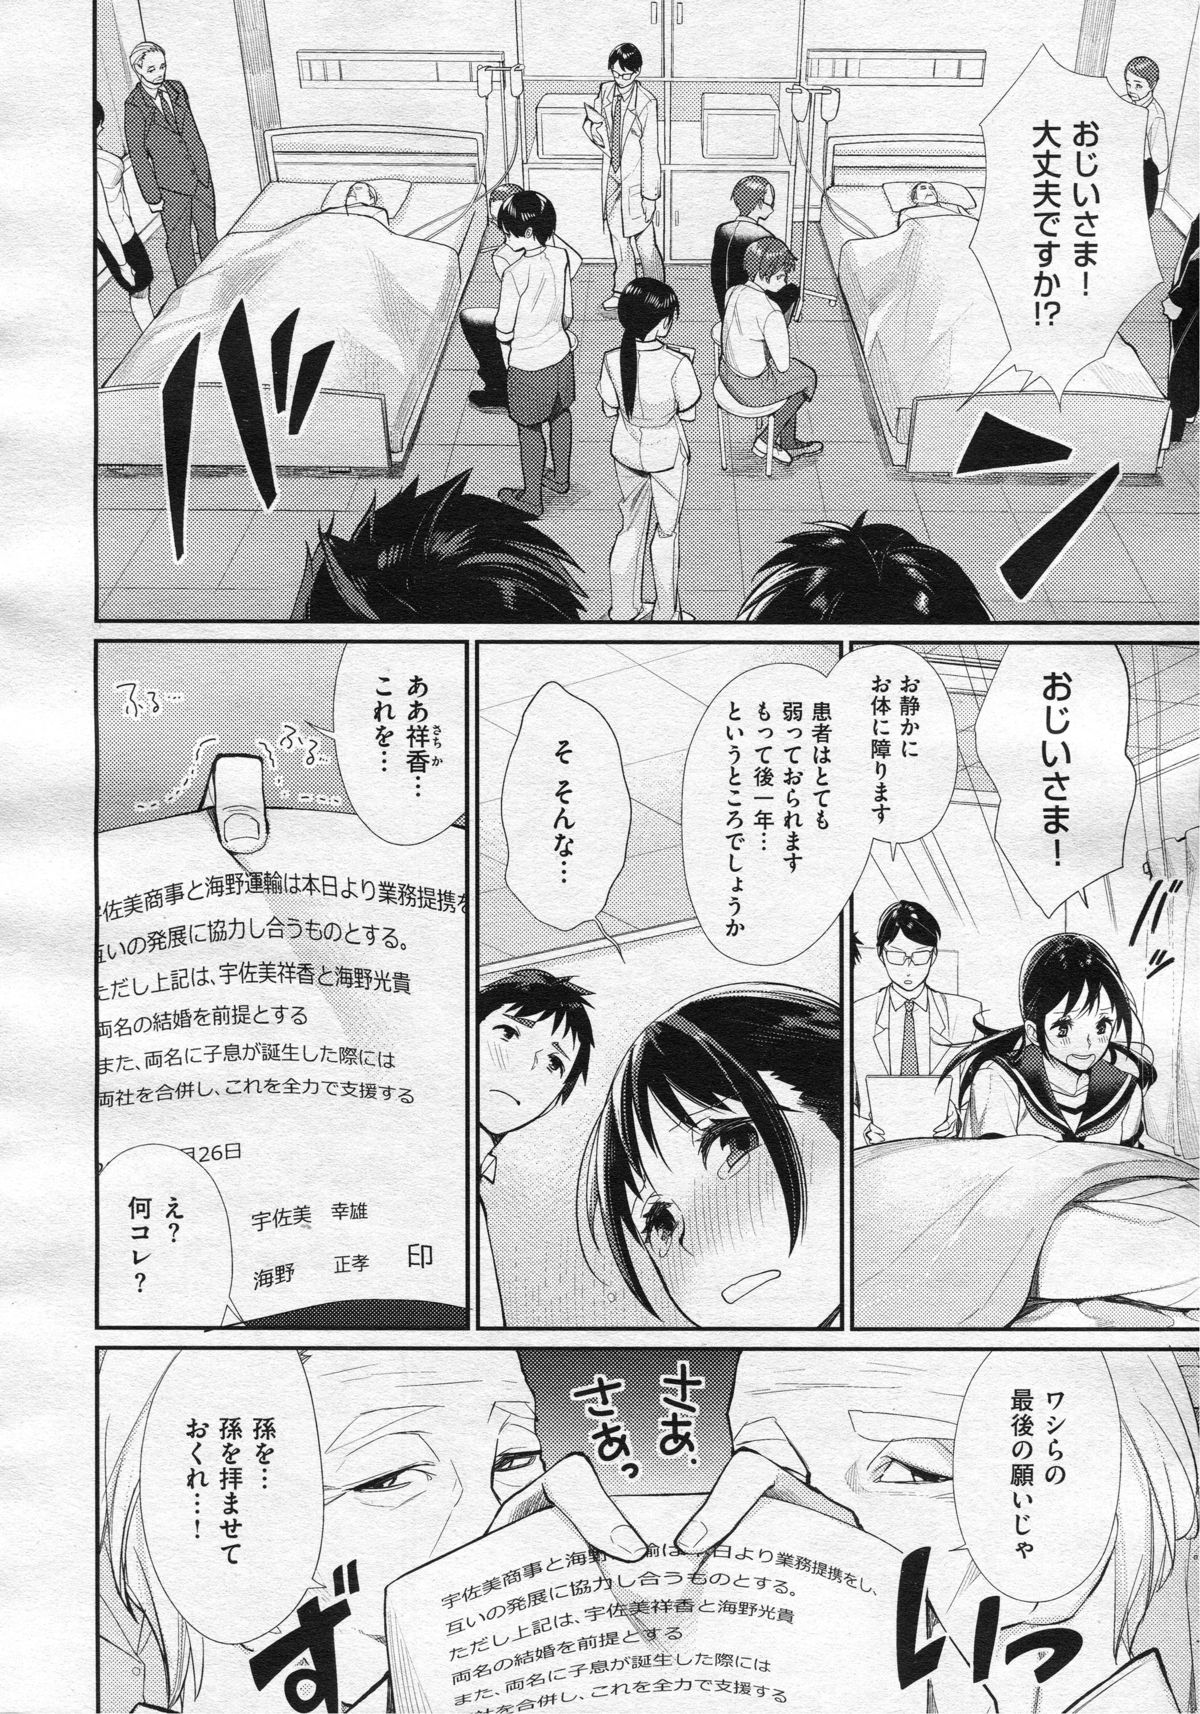 おじいさま！
大丈夫ですか!?
バ
ン
おじいさま！
お静かに
お体に障ります
患者はとても
弱っておられます
もって後一年…
というところでしょうか
そ そんな…
ああ祥香…
さちか
これを…
ふる…
ふる…
宇佐美商事と海野運輸は本日より業務提携を
互いの発展に協力し合うものとする。
ただし上記は、宇佐美祥香と海野光貴
両名の結婚を前提とする
また、両名に子息が誕生した際には
両社を合併し、これを全力で支援する
月26日
宇佐美 幸雄
海野 正孝 印
え？
何コレ？
ワシらの
最後の願いじゃ
さあ
さあっ
孫を…
孫を拝ませて
おくれ…！
ずいっ
宇佐美商事と海野運輸は本日より業務提携をし、
互いの発展に協力し合うものとする。
ただし上記は、宇佐美祥香と海野光貴
両名の結婚を前提とする
また、両名に子息が誕生した際には
両社を合併し、これを全力で支援する